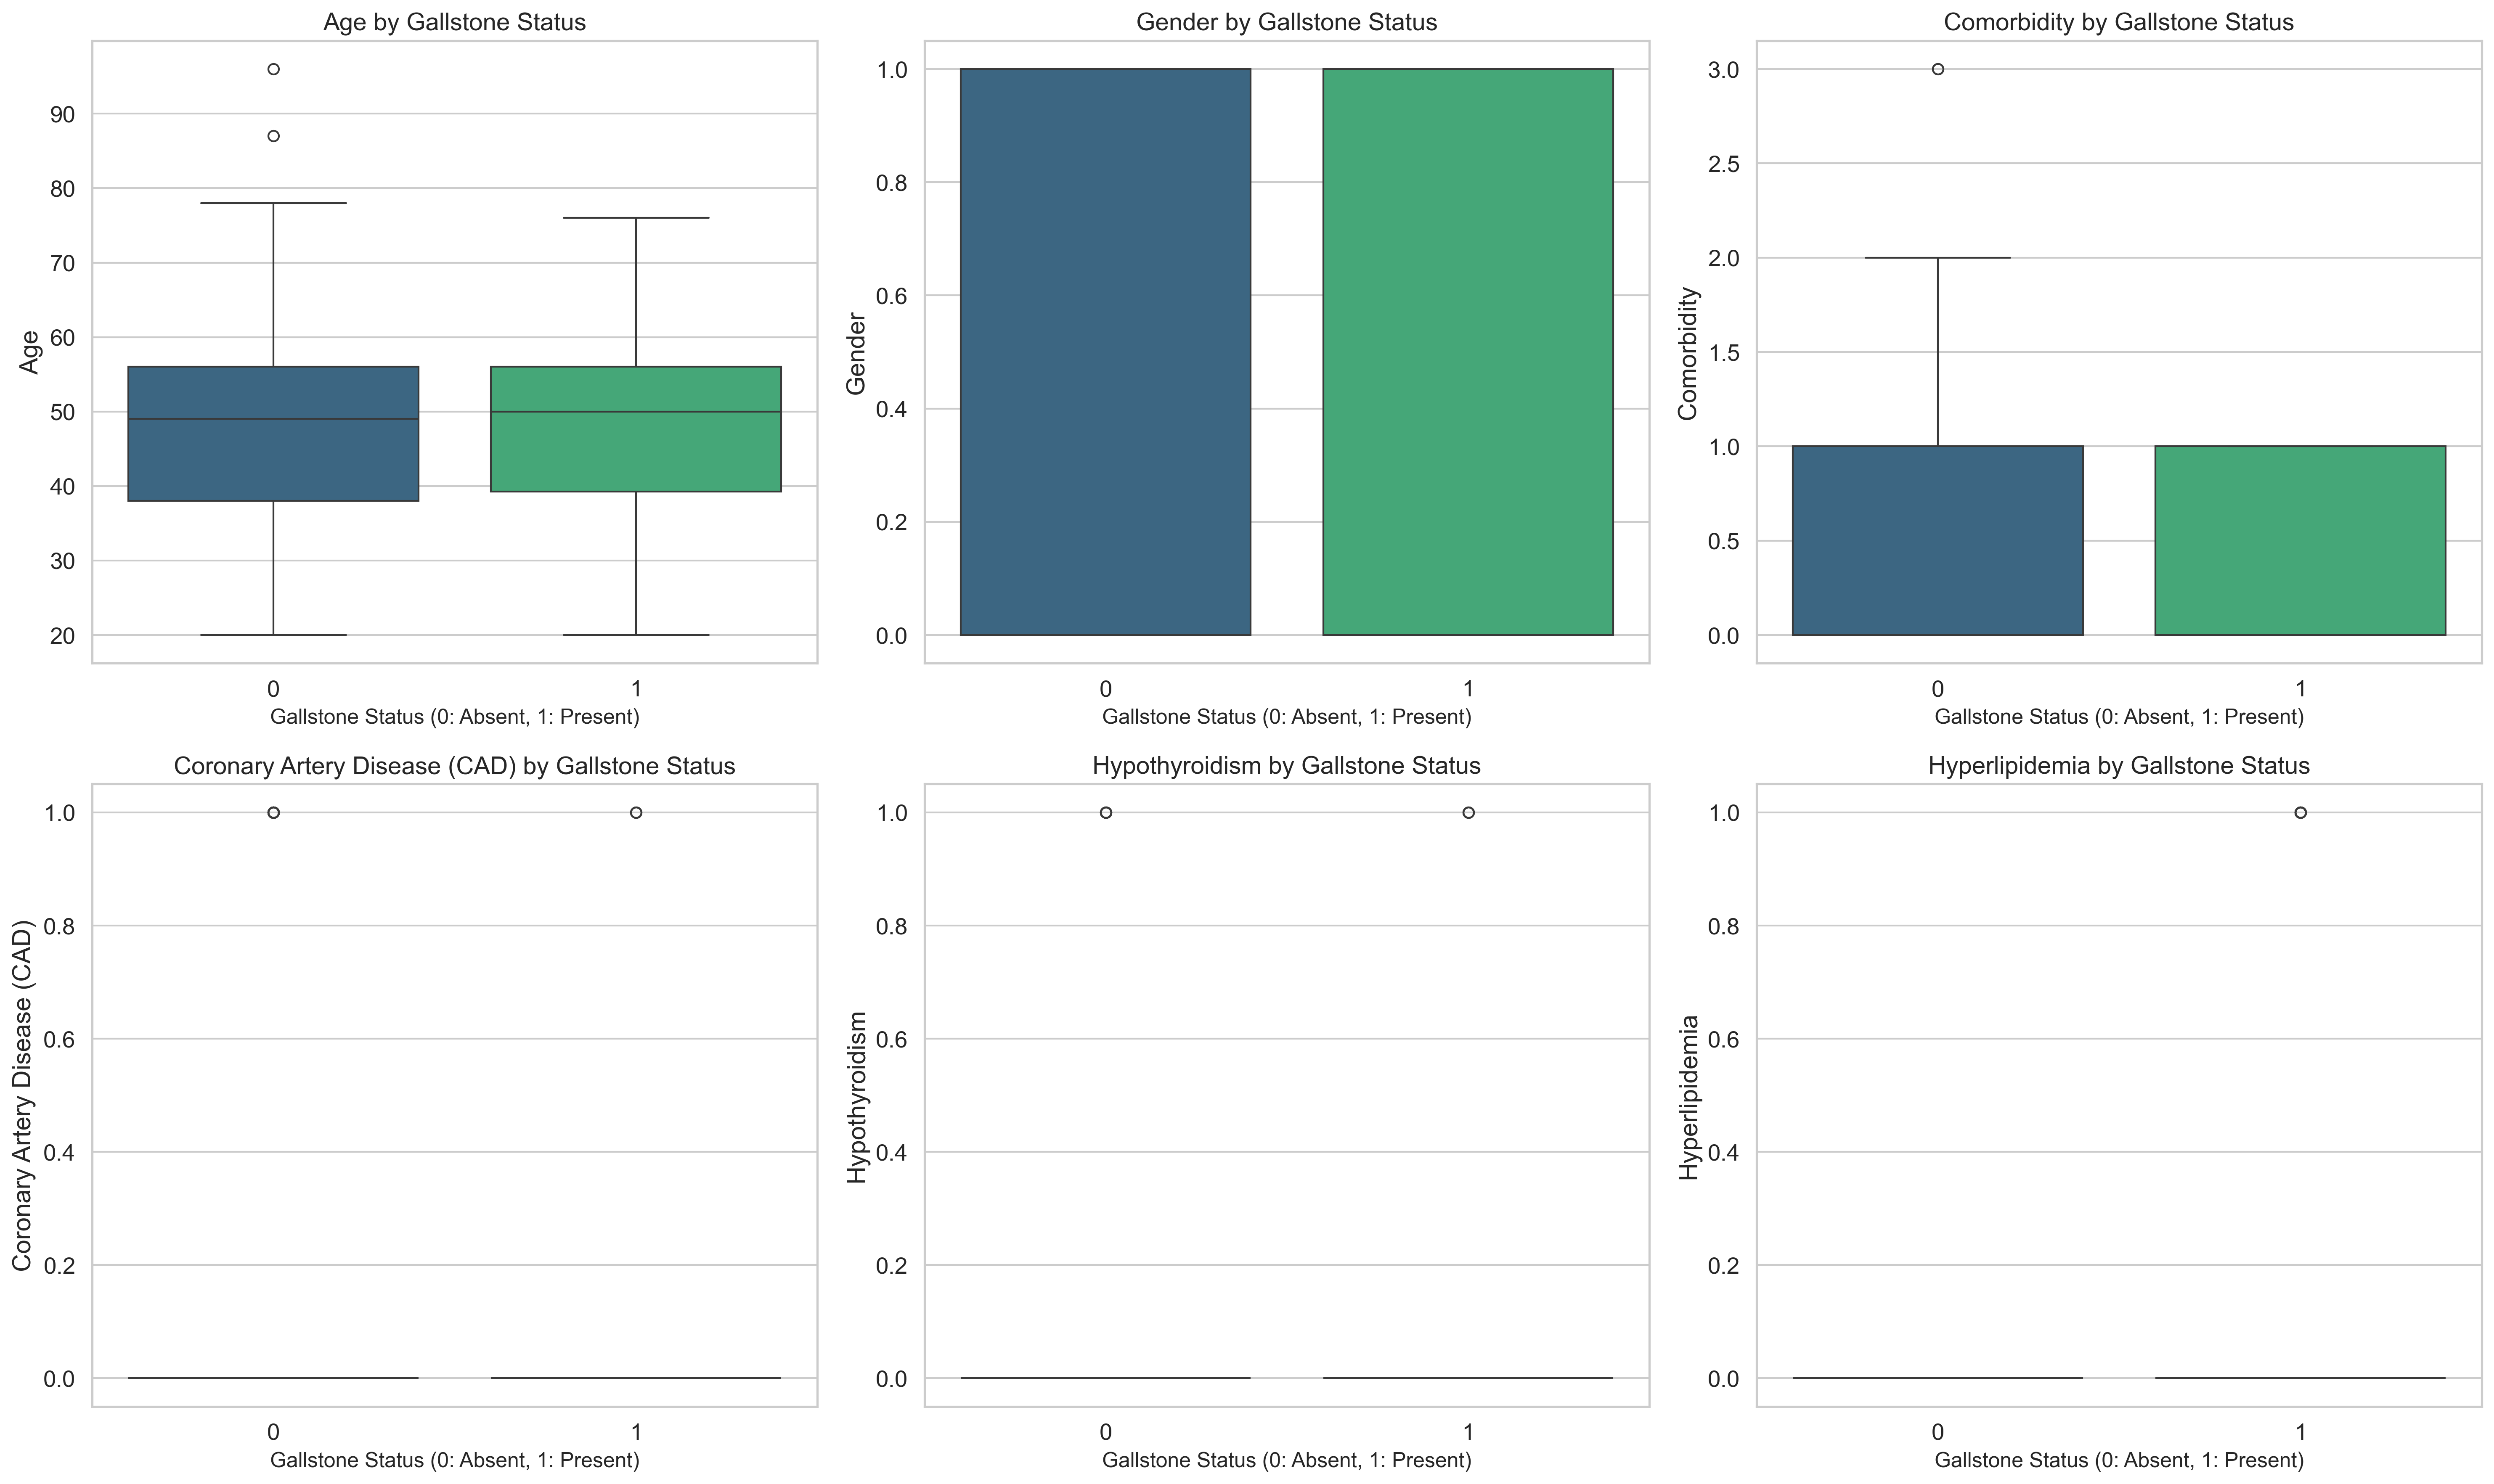 Age by Gallstone Status
Age
90
80
70
60
50
40
30
20
0
1
Gallstone Status (0: Absent, 1: Present)
Gender by Gallstone Status
Gender
1.0
0.8
0.6
0.4
0.2
0.0
0
1
Gallstone Status (0: Absent, 1: Present)
Comorbidity by Gallstone Status
Comorbidity
3.0
2.5
2.0
1.5
1.0
0.5
0.0
0
1
Gallstone Status (0: Absent, 1: Present)
Coronary Artery Disease (CAD) by Gallstone Status
Coronary Artery Disease (CAD)
1.0
0.8
0.6
0.4
0.2
0.0
0
1
Gallstone Status (0: Absent, 1: Present)
Hypothyroidism by Gallstone Status
Hypothyroidism
1.0
0.8
0.6
0.4
0.2
0.0
0
1
Gallstone Status (0: Absent, 1: Present)
Hyperlipidemia by Gallstone Status
Hyperlipidemia
1.0
0.8
0.6
0.4
0.2
0.0
0
1
Gallstone Status (0: Absent, 1: Present)